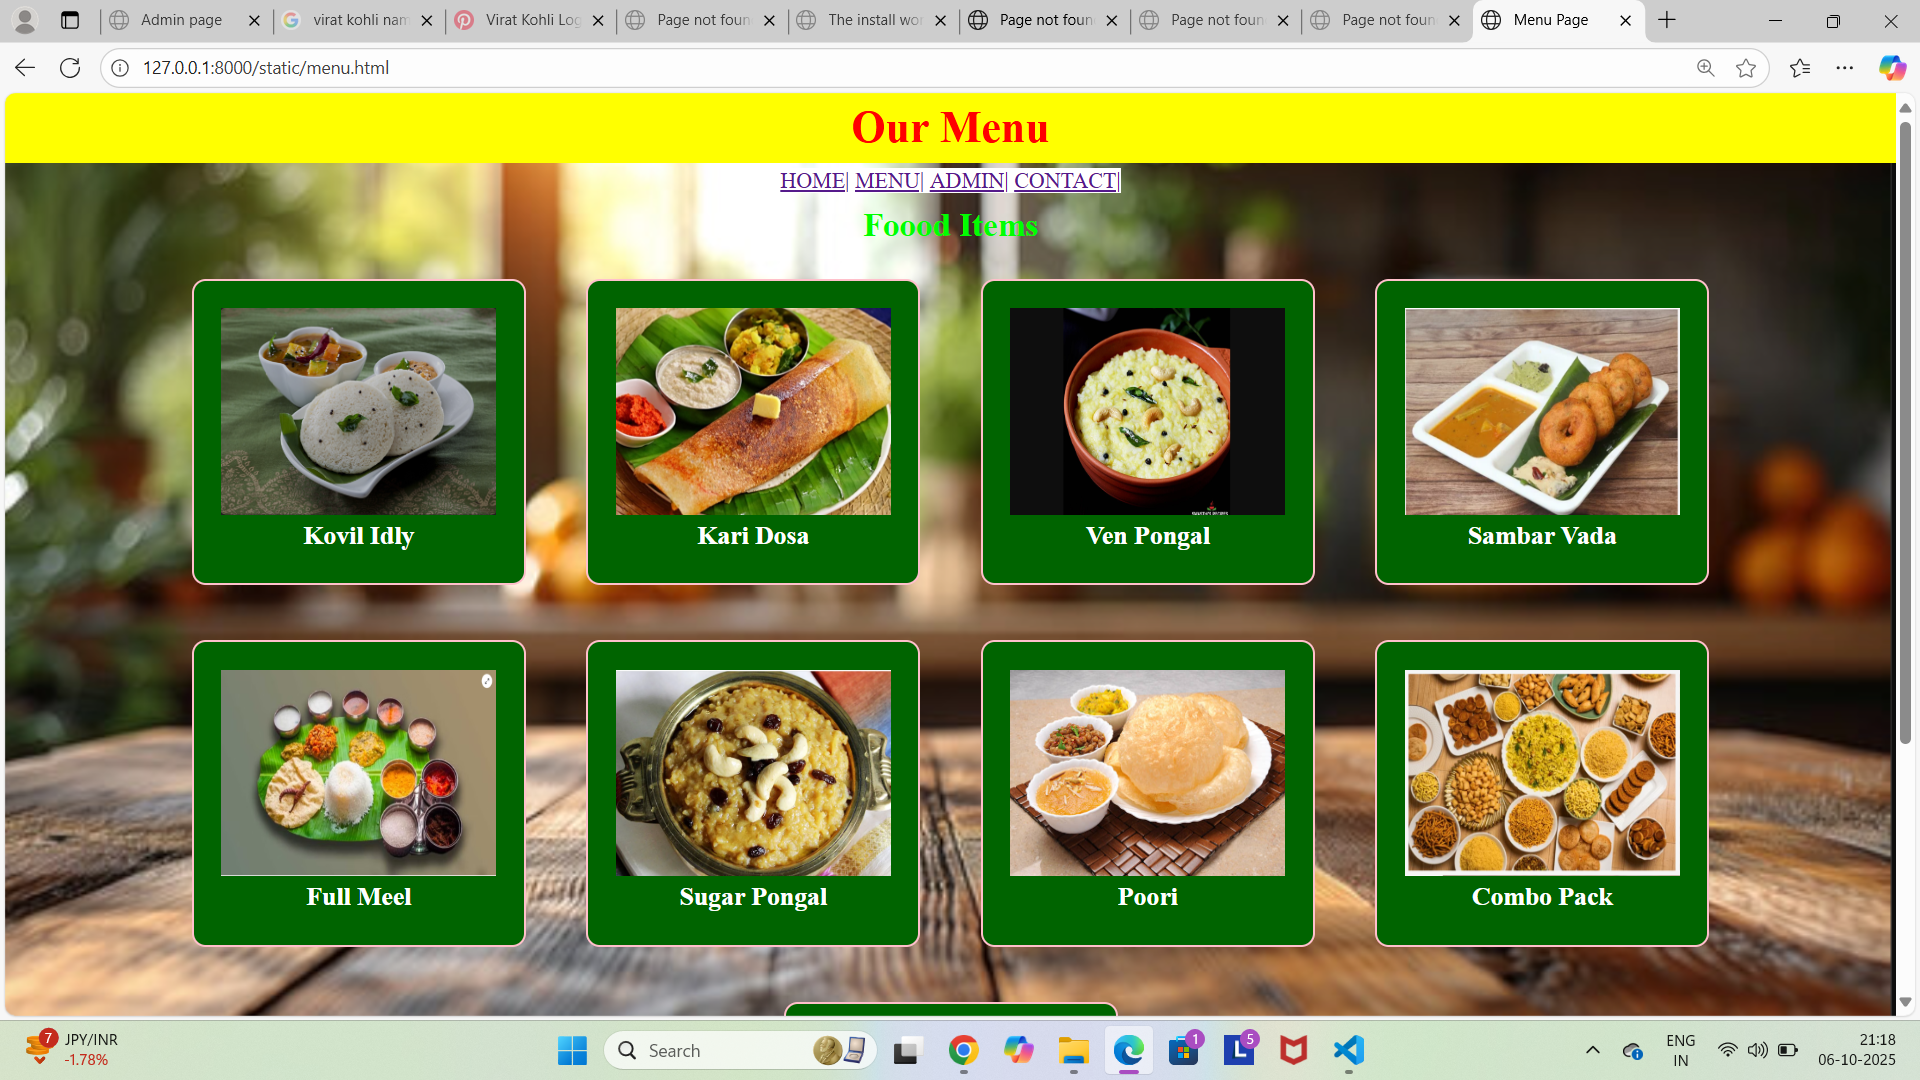 Admin page
virat kohli nam
Virat Kohli Log
Page not foun
The install wor
Page not foun
Page not foun
Page not foun
Menu Page
127.0.0.1:8000/static/menu.html
Our Menu
HOME| MENU| ADMIN| CONTACT|
Foood Items
Kovil Idly
Kari Dosa
Ven Pongal
Sambar Vada
Full Meel
Sugar Pongal
Poori
Combo Pack
7
JPY/INR
-1.78%
Search
1
5
ENG
IN
21:18
06-10-2025